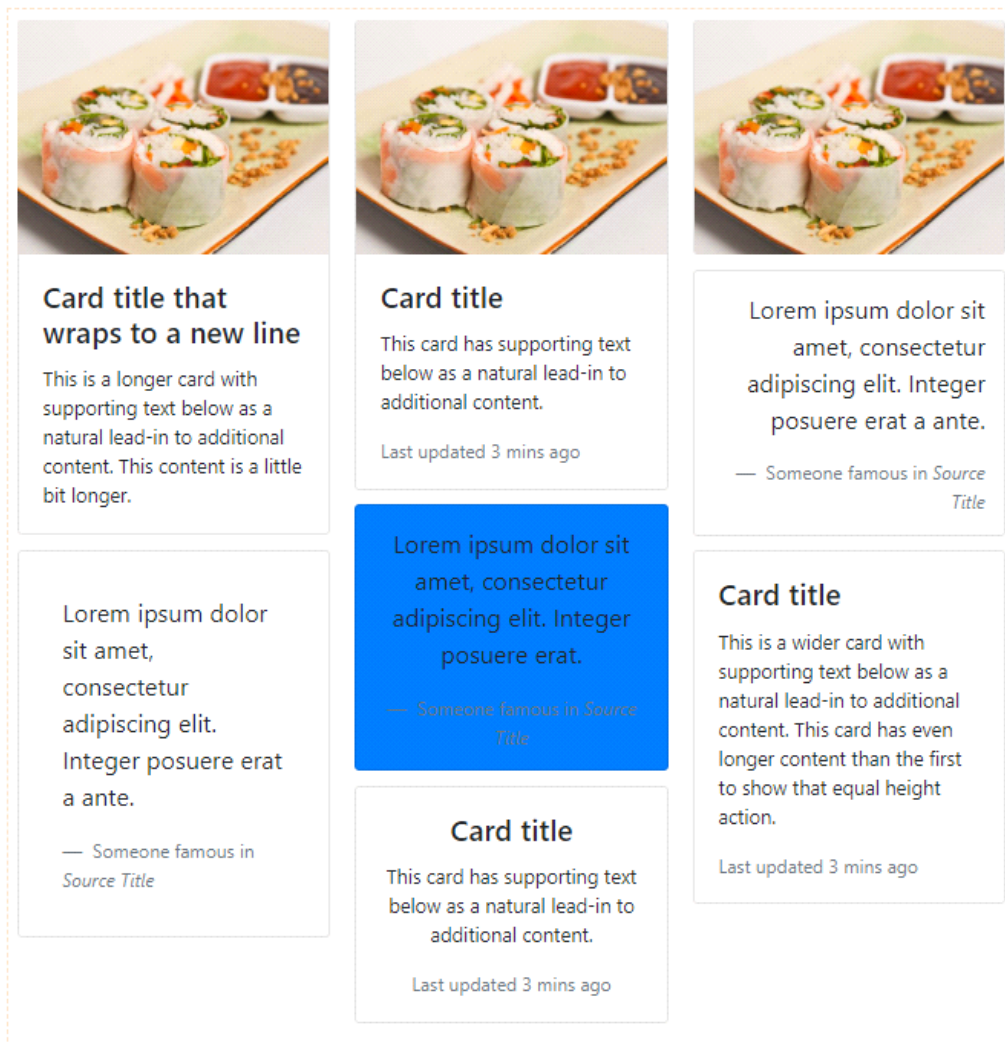 Card title that
wraps to a new line
This is a longer card with
supporting text below as a
natural lead-in to additional
content. This content is a little
bit longer.
Lorem ipsum dolor
sit amet,
consectetur
adipiscing elit.
Integer posuere erat
a ante.
— Someone famous in
Source Title
Card title
This card has supporting text
below as a natural lead-in to
additional content.
Last updated 3 mins ago
Lorem ipsum dolor sit
amet, consectetur
adipiscing elit. Integer
posuere erat.
— Someone famous in Source
Title
Card title
This card has supporting text
below as a natural lead-in to
additional content.
Last updated 3 mins ago
Lorem ipsum dolor sit
amet, consectetur
adipiscing elit. Integer
posuere erat a ante.
— Someone famous in Source
Title
Card title
This is a wider card with
supporting text below as a
natural lead-in to additional
content. This card has even
longer content than the first
to show that equal height
action.
Last updated 3 mins ago